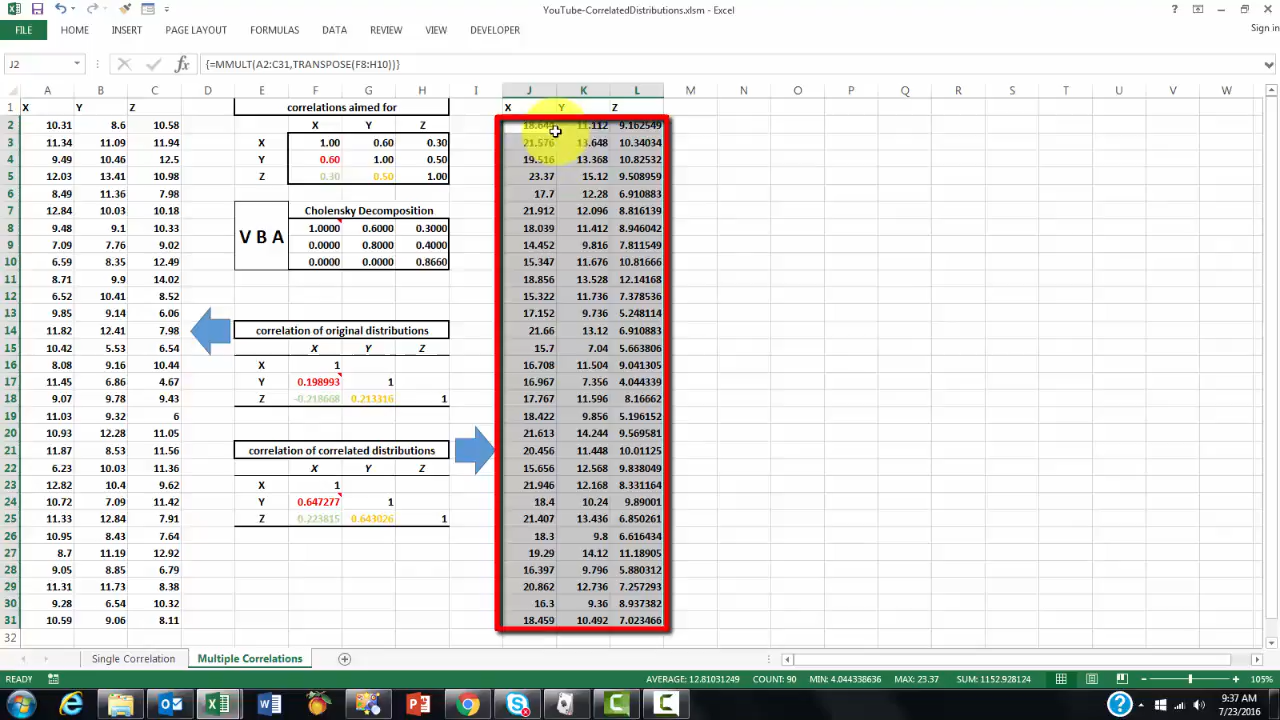 YouTube-CorrelatedDistributions.xlsm - Excel
FILE HOME INSERT PAGE LAYOUT FORMULAS DATA REVIEW VIEW DEVELOPER Sign in
J2 fx {=MMULT(A2:C31,TRANSPOSE(F8:H10))}
A B C D E F G H I J K L M N O P Q R S T U V W
1 X Y Z correlations aimed for X Y Z
2 10.31 8.6 10.58 X Y Z 18.649 11.112 9.162549
3 11.34 11.09 11.94 X 1.00 0.60 0.30 21.576 13.648 10.34034
4 9.49 10.46 12.5 Y 0.60 1.00 0.50 19.516 13.368 10.82532
5 12.03 13.41 10.98 Z 0.30 0.50 1.00 23.37 15.12 9.508959
6 8.49 11.36 7.98 17.7 12.28 6.910883
7 12.84 10.03 10.18 Cholensky Decomposition 21.912 12.096 8.816139
8 9.48 9.1 10.33 1.0000 0.6000 0.3000 18.039 11.412 8.946042
9 7.09 7.76 9.02 V B A 0.0000 0.8000 0.4000 14.452 9.816 7.811549
10 6.59 8.35 12.49 0.0000 0.0000 0.8660 15.347 11.676 10.81666
11 8.71 9.9 14.02 18.856 13.528 12.14168
12 6.52 10.41 8.52 15.322 11.736 7.378536
13 9.85 9.14 6.06 17.152 9.736 5.248114
14 11.82 12.41 7.98 correlation of original distributions 21.66 13.12 6.910883
15 10.42 5.53 6.54 X Y Z 15.7 7.04 5.663806
16 8.08 9.16 10.44 X 1 16.708 11.504 9.041305
17 11.45 6.86 4.67 Y 0.198993 1 16.967 7.356 4.044339
18 9.07 9.78 9.43 Z -0.218668 0.213316 1 17.767 11.596 8.16662
19 11.03 9.32 6 18.422 9.856 5.196152
20 10.93 12.28 11.05 21.613 14.244 9.569581
21 11.87 8.53 11.56 correlation of correlated distributions 20.456 11.448 10.01125
22 6.23 10.03 11.36 X Y Z 15.656 12.568 9.838049
23 12.82 10.4 9.62 X 1 21.946 12.168 8.331164
24 10.72 7.09 11.42 Y 0.647277 1 18.4 10.24 9.89001
25 11.33 12.84 7.91 Z 0.223815 0.643026 1 21.407 13.436 6.850261
26 10.95 8.43 7.64 18.3 9.8 6.616434
27 8.7 11.19 12.92 19.29 14.12 11.18905
28 9.05 8.85 6.79 16.397 9.796 5.880312
29 11.31 11.73 8.38 20.862 12.736 7.257293
30 9.28 6.54 10.32 16.3 9.36 8.937382
31 10.59 9.06 8.11 18.459 10.492 7.023466
32
Single Correlation Multiple Correlations
READY AVERAGE: 12.81031249 COUNT: 90 MIN: 4.044338636 MAX: 23.37 SUM: 1152.928124 105%
9:37 AM
7/23/2016